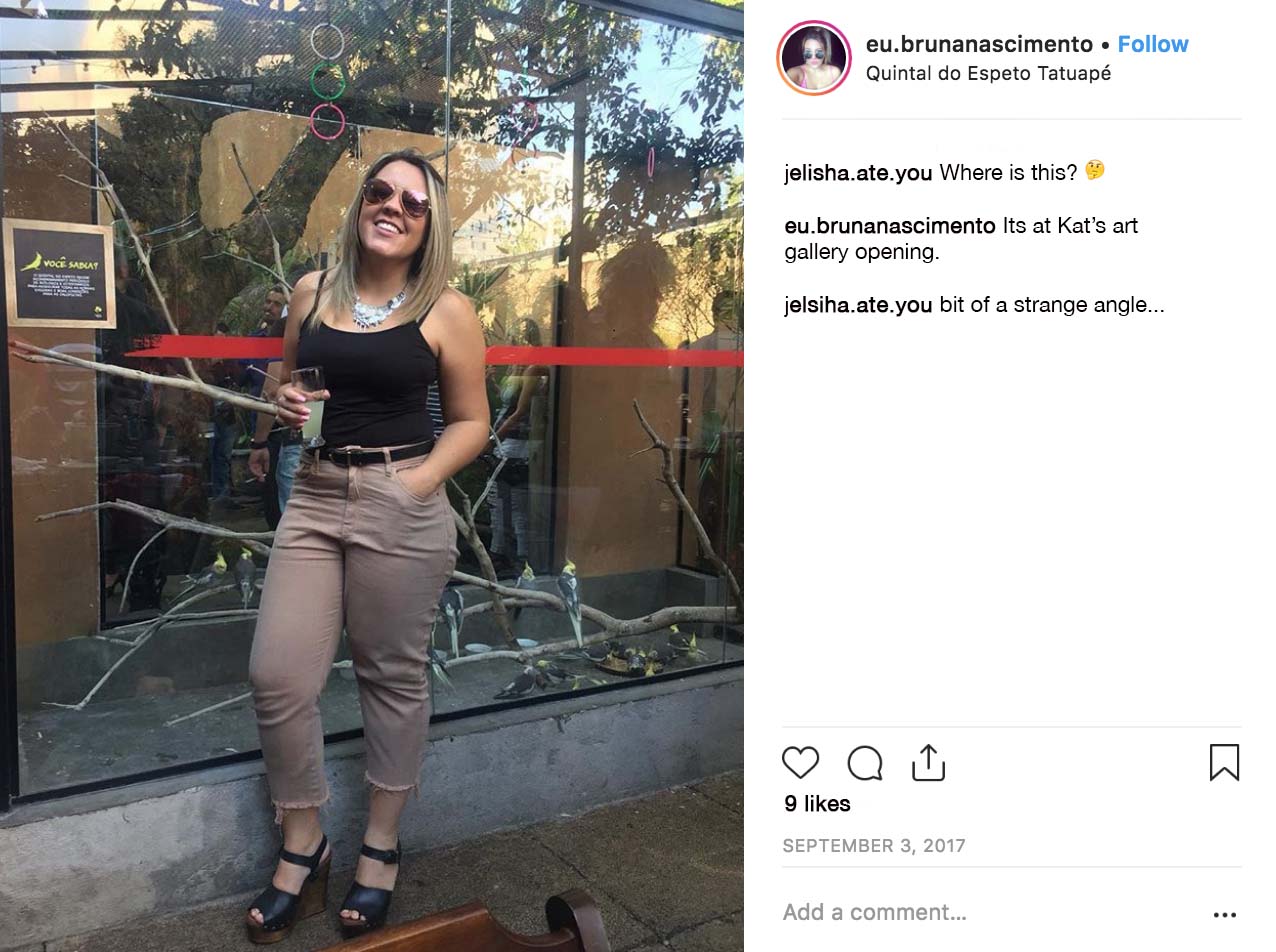 VOCÊ SABIA?
eu.brunanascimento • Follow
Quintal do Espeto Tatuapé
jelisha.ate.you Where is this? 🤔
eu.brunanascimento Its at Kat's art
gallery opening.
jelsiha.ate.you bit of a strange angle...
9 likes
SEPTEMBER 3, 2017
Add a comment...